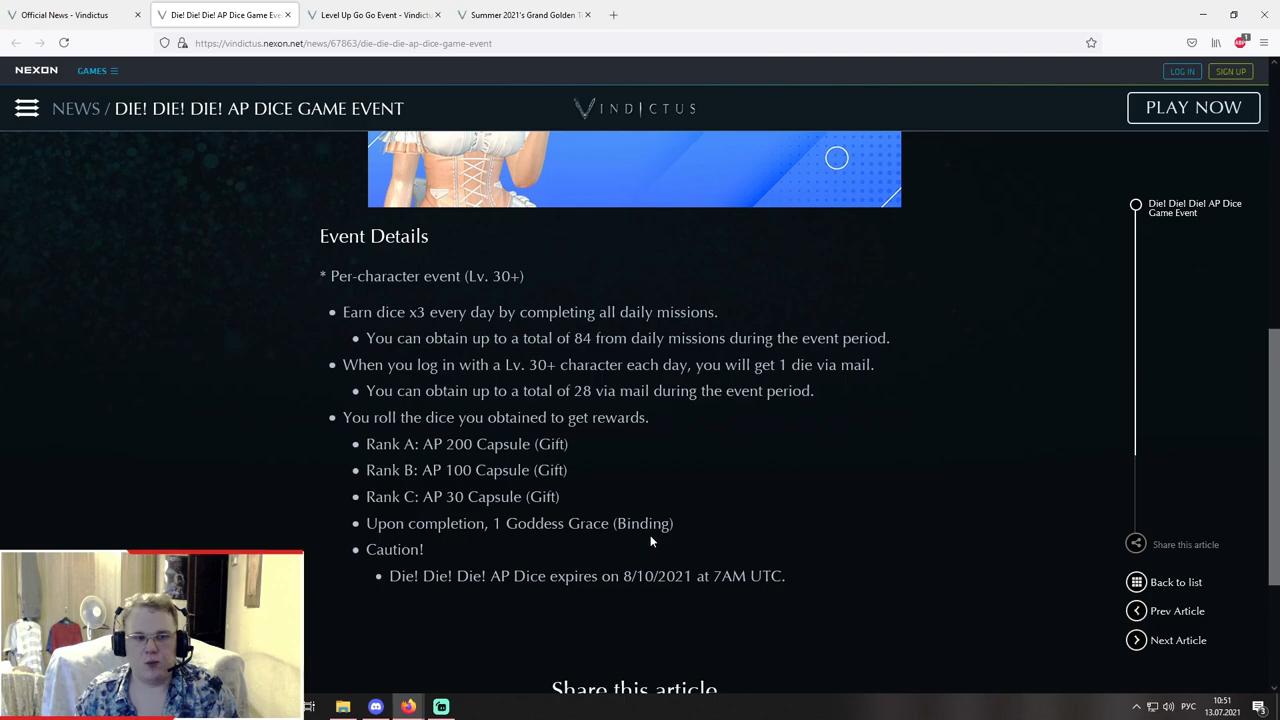 Official News - Vindictus
Die! Die! Die! AP Dice Game Eve
Level Up Go Go Event - Vindictu
Summer 2021's Grand Golden T
https://vindictus.nexon.net/news/67863/die-die-die-ap-dice-game-event
1
NEXON GAMES
LOG IN SIGN UP
NEWS / DIE! DIE! DIE! AP DICE GAME EVENT
VINDICTUS
PLAY NOW
Die! Die! Die! AP Dice
Game Event
Event Details
* Per-character event (Lv. 30+)
Earn dice x3 every day by completing all daily missions.
You can obtain up to a total of 84 from daily missions during the event period.
When you log in with a Lv. 30+ character each day, you will get 1 die via mail.
You can obtain up to a total of 28 via mail during the event period.
You roll the dice you obtained to get rewards.
Rank A: AP 200 Capsule (Gift)
Rank B: AP 100 Capsule (Gift)
Rank C: AP 30 Capsule (Gift)
Upon completion, 1 Goddess Grace (Binding)
Caution!
Die! Die! Die! AP Dice expires on 8/10/2021 at 7AM UTC.
Share this article
Back to list
Prev Article
Next Article
Share this article
РУС
10:51
13.07.2021
3